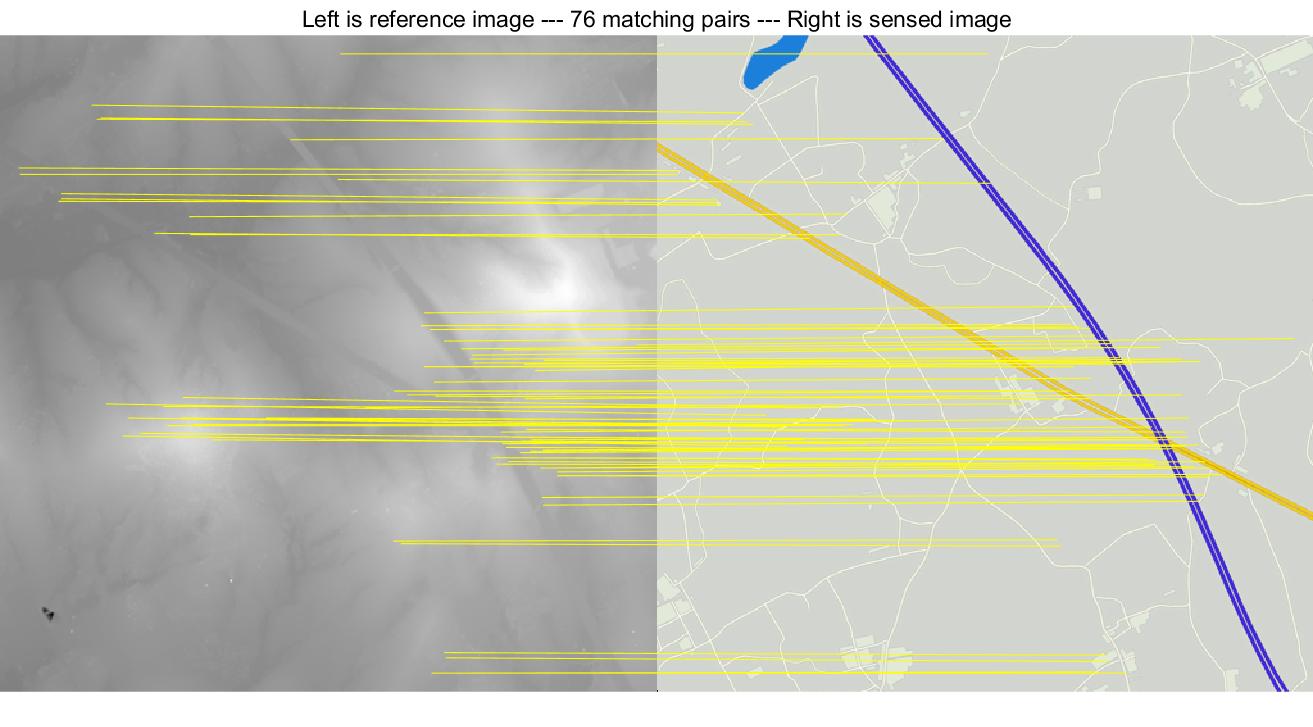 Left is reference image --- 76 matching pairs --- Right is sensed image